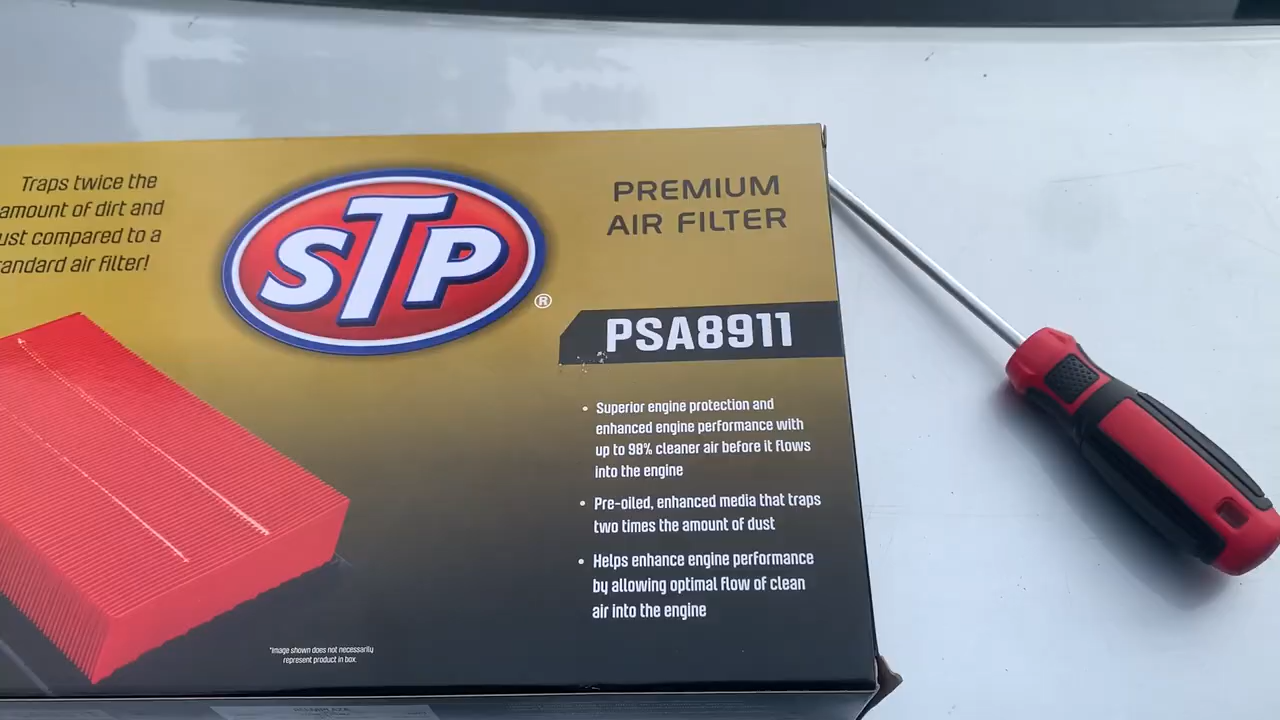 Traps twice the
amount of dirt and
ust compared to a
andard air filter!
STP
®
PREMIUM
AIR FILTER
PSA8911
• Superior engine protection and
enhanced engine performance with
up to 98% cleaner air before it flows
into the engine
• Pre-oiled, enhanced media that traps
two times the amount of dust
• Helps enhance engine performance
by allowing optimal flow of clean
air into the engine
*Image shown does not necessarily
represent product in box.